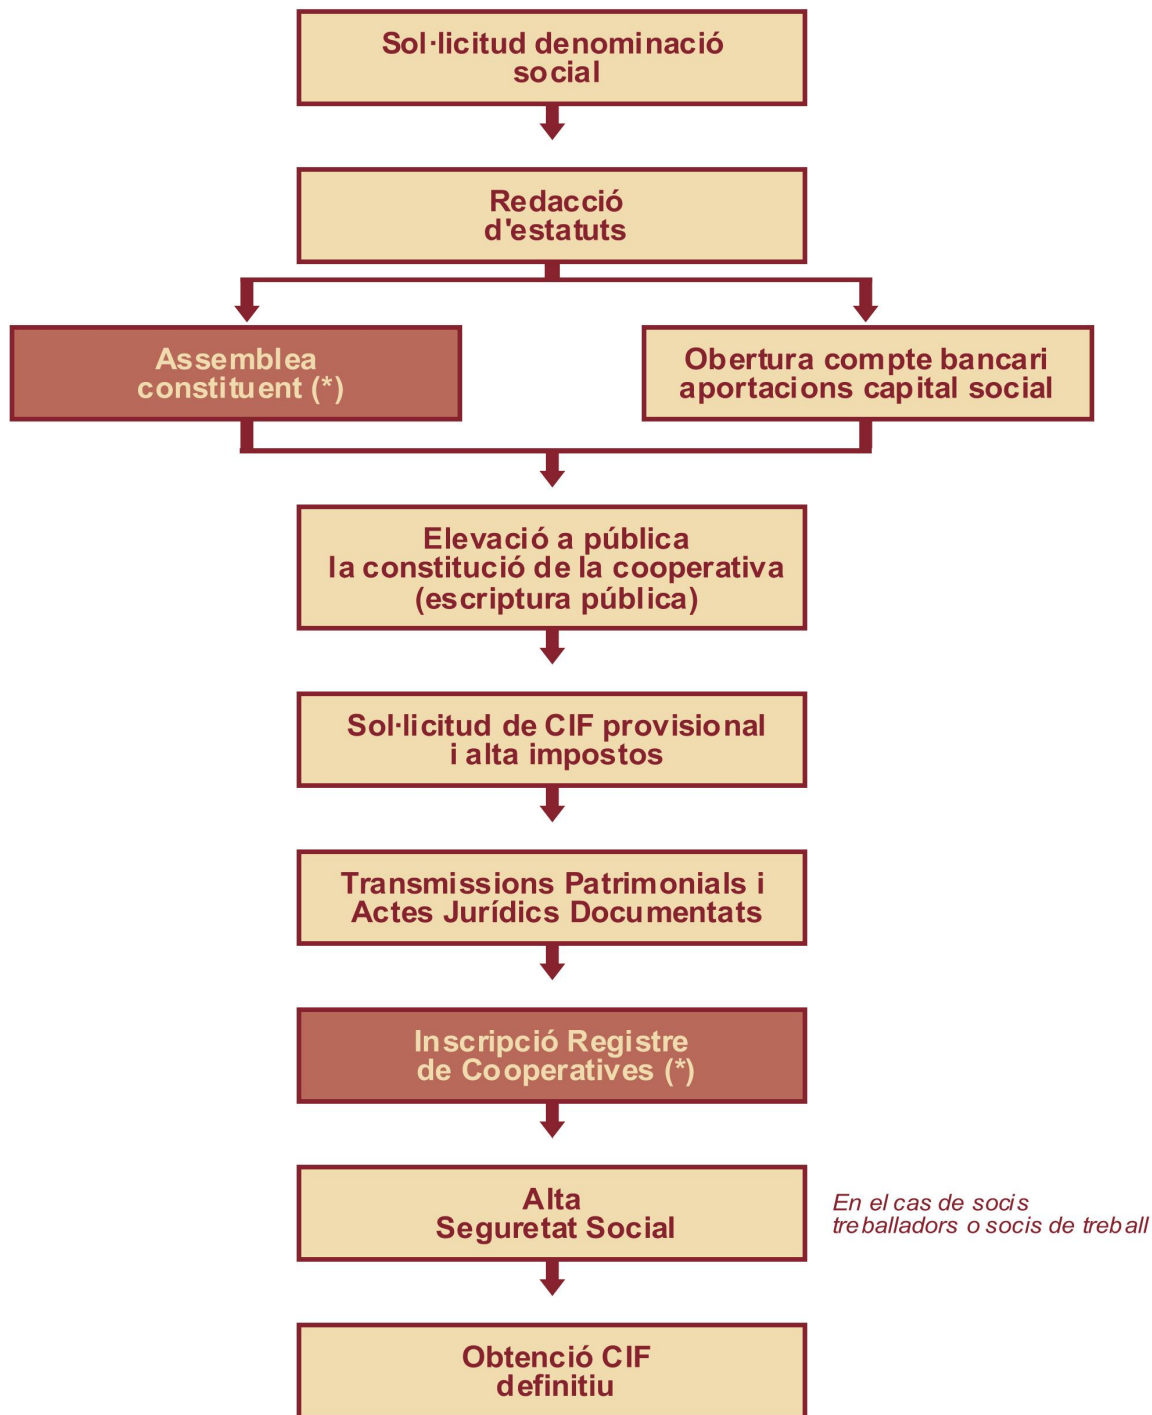 Sol·licitud denominació
social
Redacció
d'estatuts
Assemblea
constituent (*)
Obertura compte bancari
aportacions capital social
Elevació a pública
la constitució de la cooperativa
(escriptura pública)
Sol·licitud de CIF provisional
i alta impostos
Transmissions Patrimonials i
Actes Jurídics Documentats
Inscripció Registre
de Cooperatives (*)
Alta
Seguretat Social
En el cas de socis
treballadors o socis de treball
Obtenció CIF
definitiu